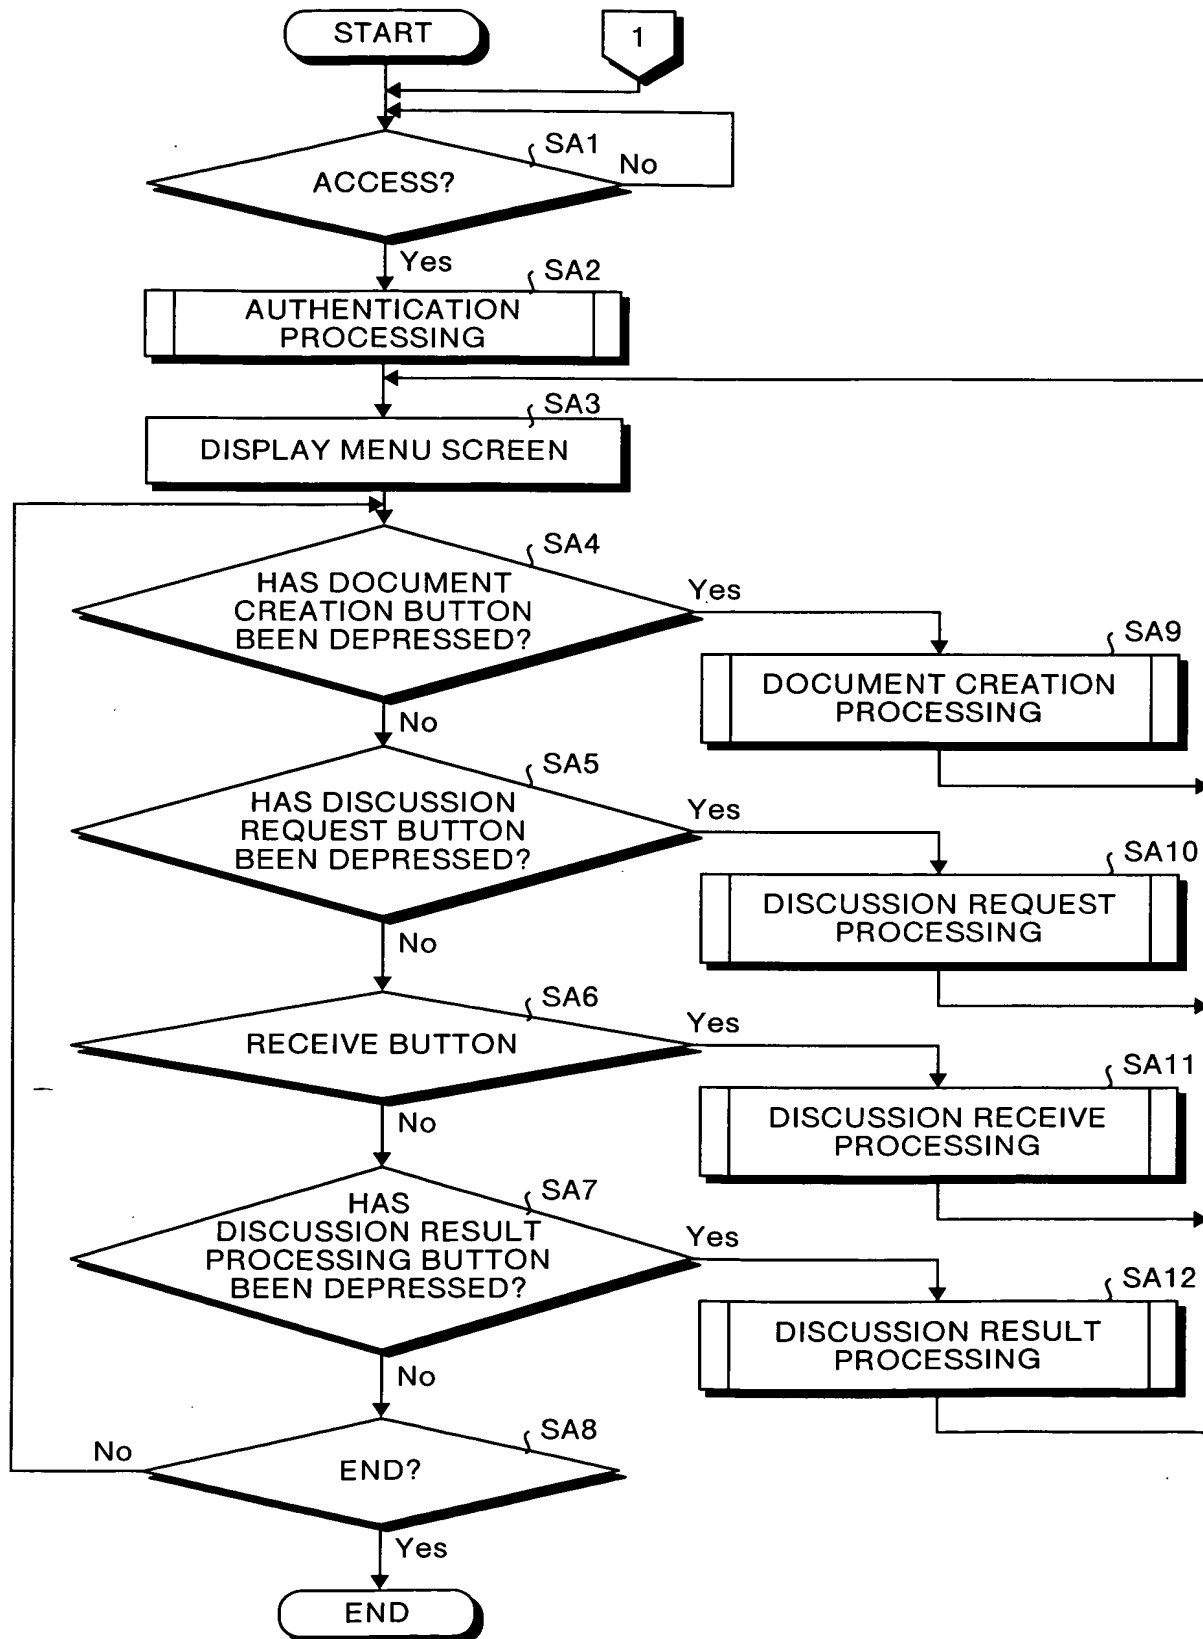 START
1
SA1
No
ACCESS?
Yes
SA2
AUTHENTICATION
PROCESSING
SA3
DISPLAY MENU SCREEN
SA4
HAS DOCUMENT
CREATION BUTTON
BEEN DEPRESSED?
Yes
SA9
DOCUMENT CREATION
PROCESSING
No
SA5
HAS DISCUSSION
REQUEST BUTTON
BEEN DEPRESSED?
Yes
SA10
DISCUSSION REQUEST
PROCESSING
No
SA6
RECEIVE BUTTON
Yes
SA11
DISCUSSION RECEIVE
PROCESSING
No
SA7
HAS
DISCUSSION RESULT
PROCESSING BUTTON
BEEN DEPRESSED?
Yes
SA12
DISCUSSION RESULT
PROCESSING
No
SA8
No
END?
Yes
END